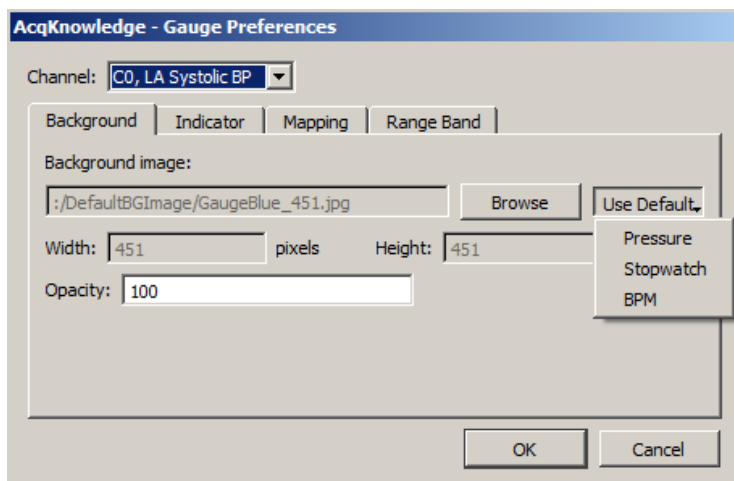 AcqKnowledge - Gauge Preferences
Channel: C0, LA Systolic BP
Background Indicator Mapping Range Band
Background image:
:/DefaultBGImage/GaugeBlue_451.jpg Browse Use Default
Width: 451 pixels Height: 451
Pressure
Stopwatch
Opacity: 100
BPM
OK Cancel